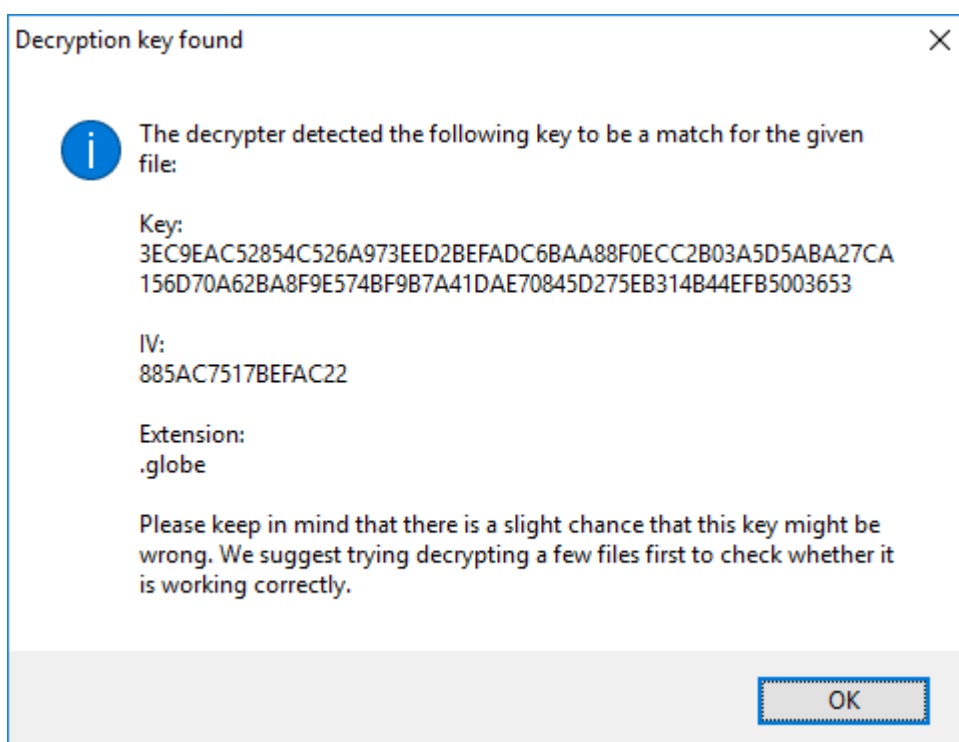 Decryption key found
The decrypter detected the following key to be a match for the given
file:
Key:
3EC9EAC52854C526A973EED2BEFADC6BAA88F0ECC2B03A5D5ABA27CA
156D70A62BA8F9E574BF9B7A41DAE70845D275EB314B44EFB5003653
IV:
885AC7517BEFAC22
Extension:
.globe
Please keep in mind that there is a slight chance that this key might be
wrong. We suggest trying decrypting a few files first to check whether it
is working correctly.
OK